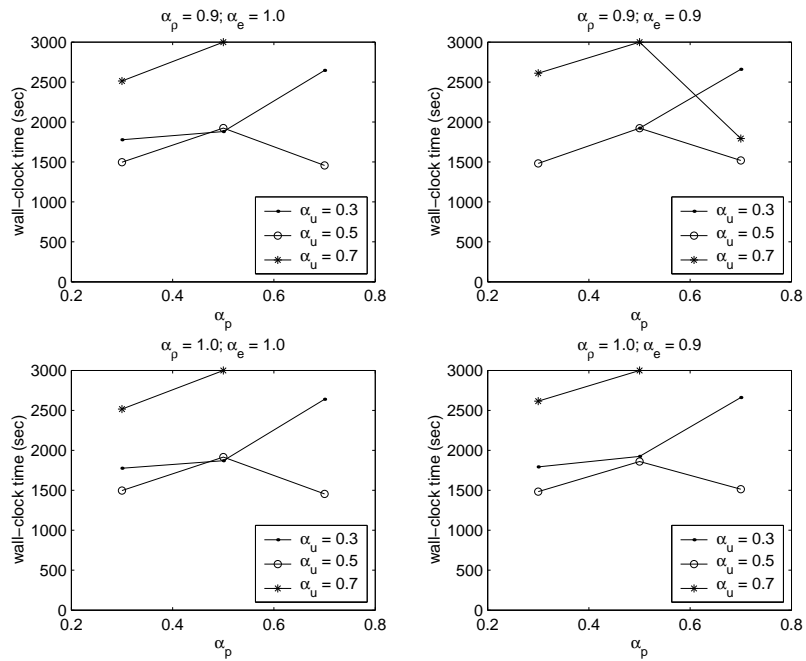 α_ρ = 0.9; α_e = 1.0
3000
2500
2000
1500
1000
500
0
wall−clock time (sec)
α_u = 0.3
α_u = 0.5
α_u = 0.7
0.2
0.4
0.6
0.8
α_p
α_ρ = 0.9; α_e = 0.9
3000
2500
2000
1500
1000
500
0
wall−clock time (sec)
α_u = 0.3
α_u = 0.5
α_u = 0.7
0.2
0.4
0.6
0.8
α_p
α_ρ = 1.0; α_e = 1.0
3000
2500
2000
1500
1000
500
0
wall−clock time (sec)
α_u = 0.3
α_u = 0.5
α_u = 0.7
0.2
0.4
0.6
0.8
α_p
α_ρ = 1.0; α_e = 0.9
3000
2500
2000
1500
1000
500
0
wall−clock time (sec)
α_u = 0.3
α_u = 0.5
α_u = 0.7
0.2
0.4
0.6
0.8
α_p